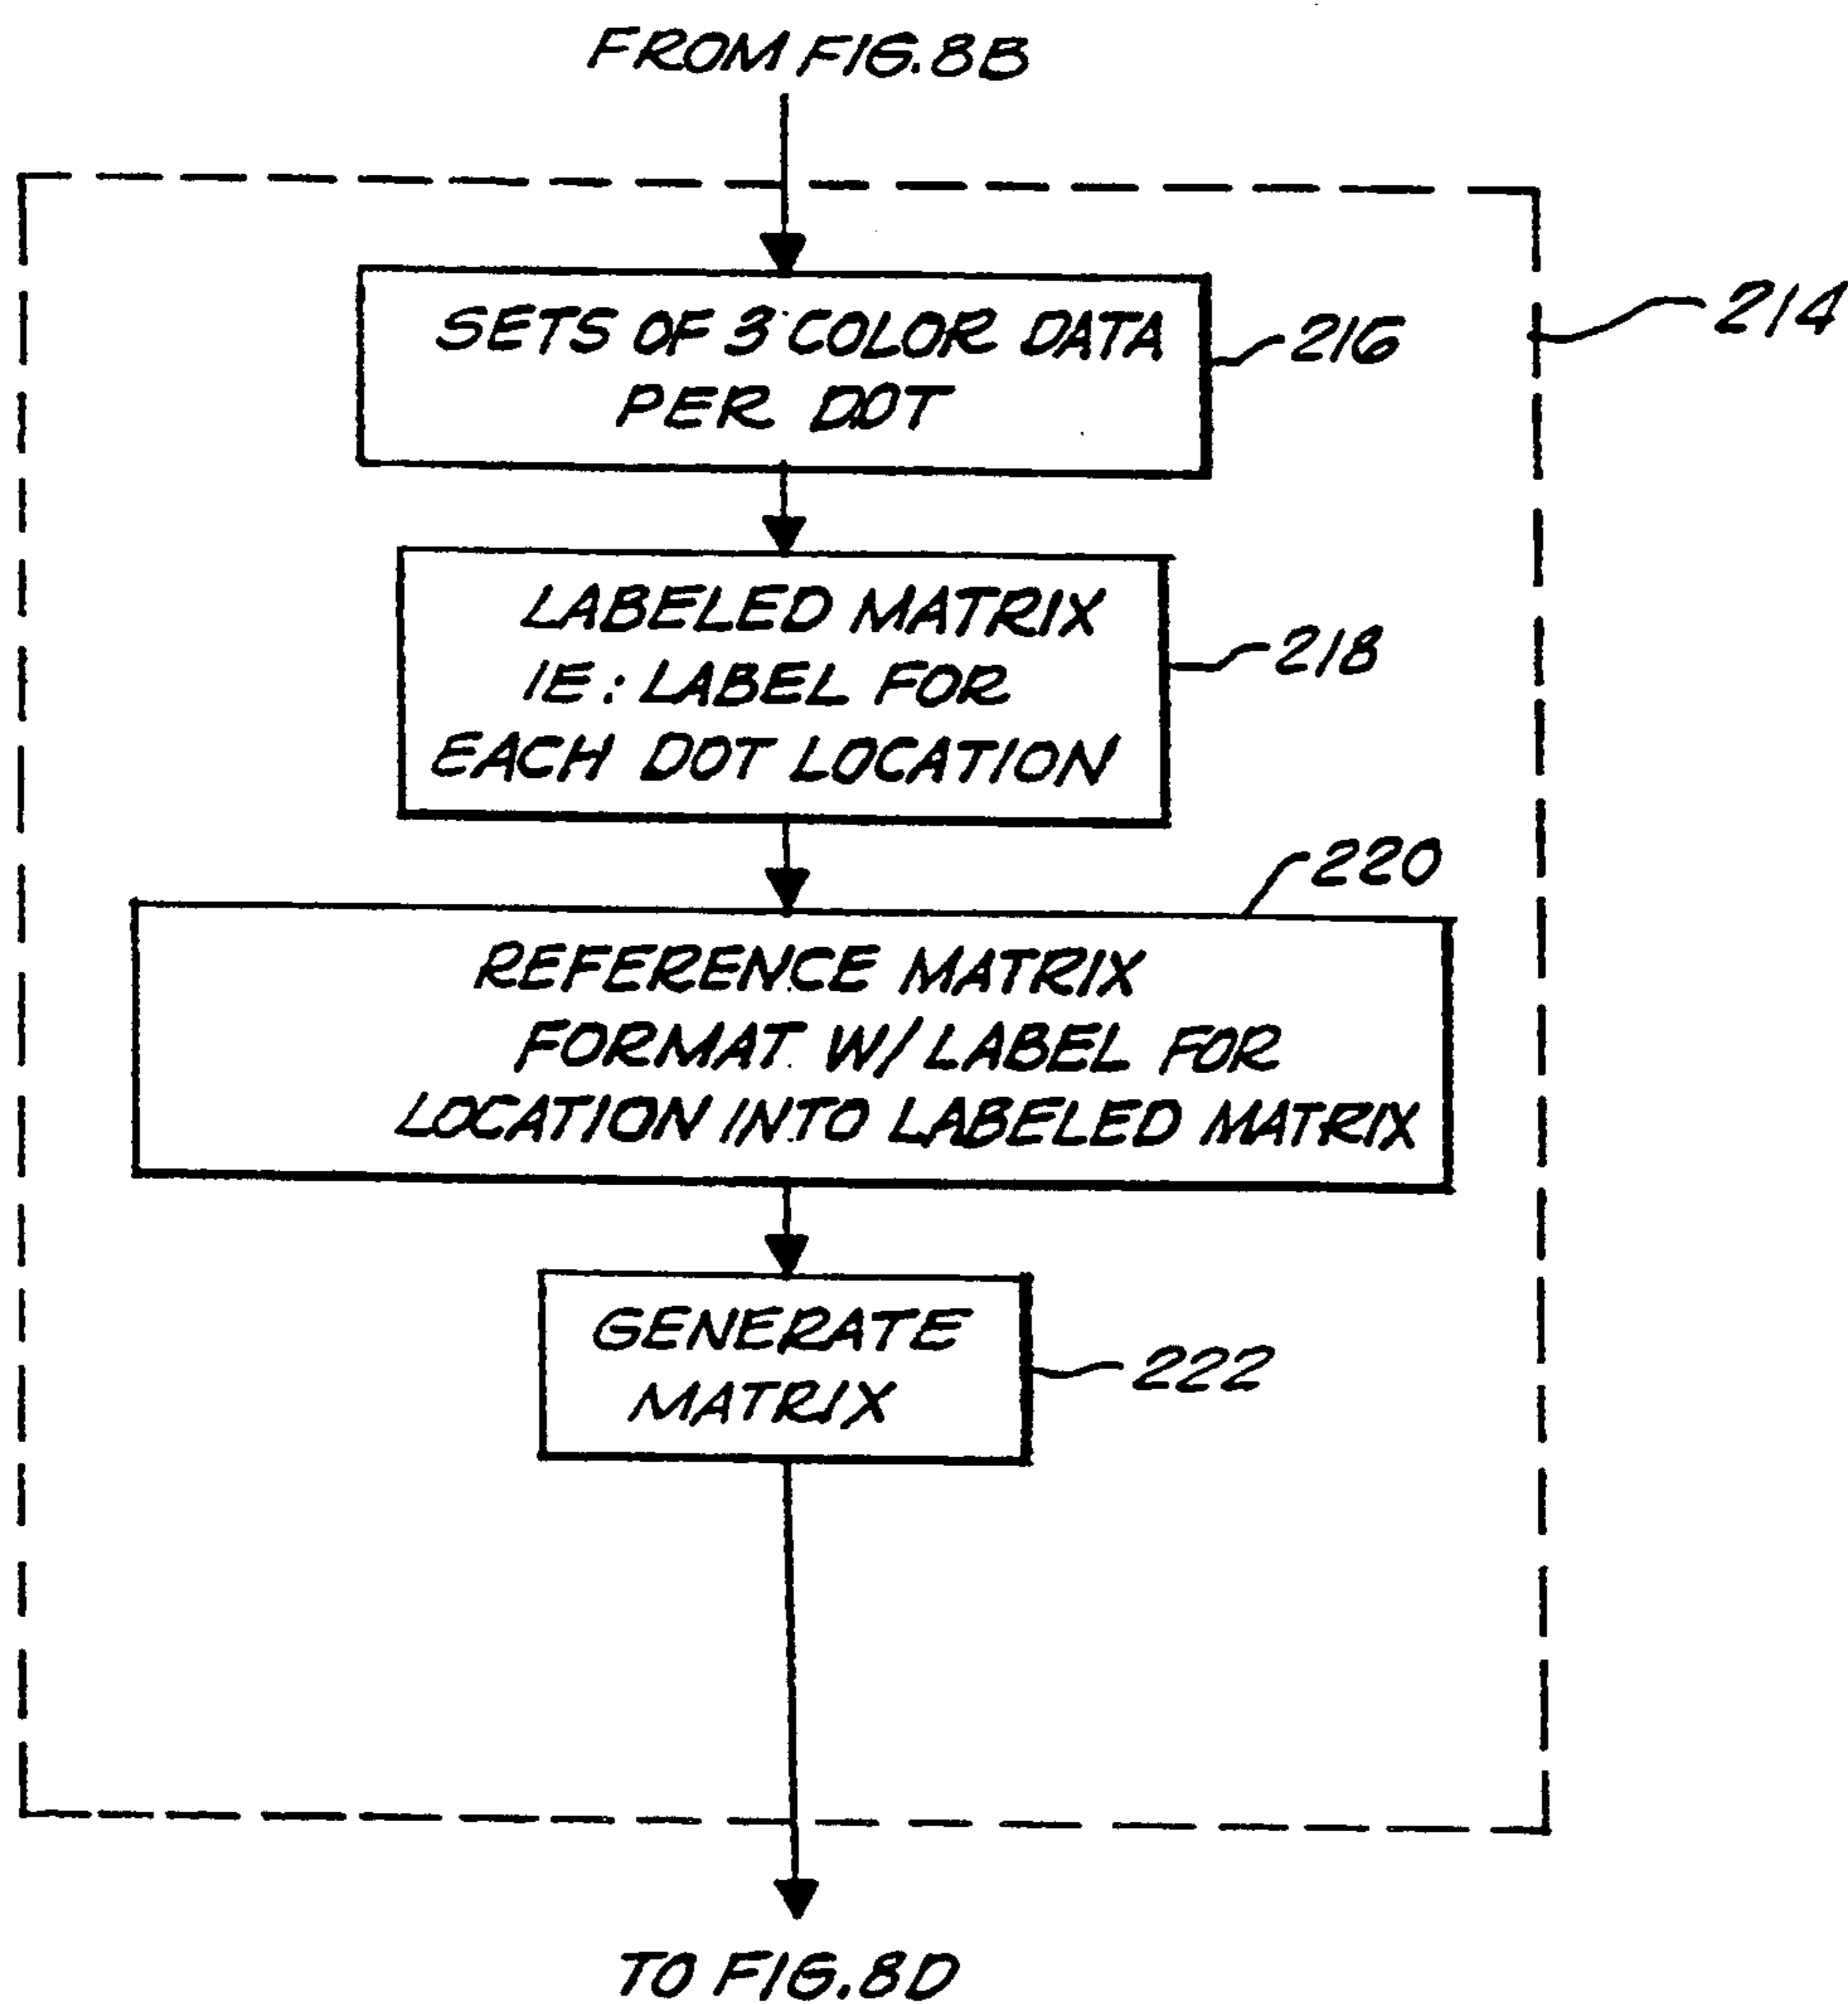 FROM FIG. 8B
214
SETS OF 3 COLOR DATA
PER DOT
216
LABELED MATRIX
IE: LABEL FOR
EACH DOT LOCATION
218
220
REFERENCE MATRIX
FORMAT W/ LABEL FOR
LOCATION INTO LABELED MATRIX
GENERATE
MATRIX
222
TO FIG. 8D